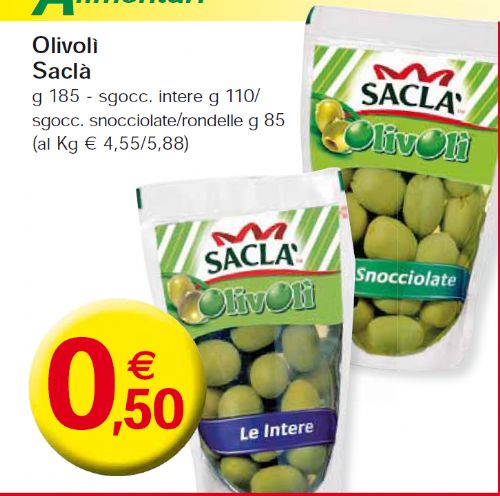 Alimentari
Olivolì
Saclà
g 185 - sgocc. intere g 110/
sgocc. snocciolate/rondelle g 85
(al Kg € 4,55/5,88)
SACLA'
OlivOlì
Snocciolate
SACLA'
OlivOlì
Le Intere
€
0,50